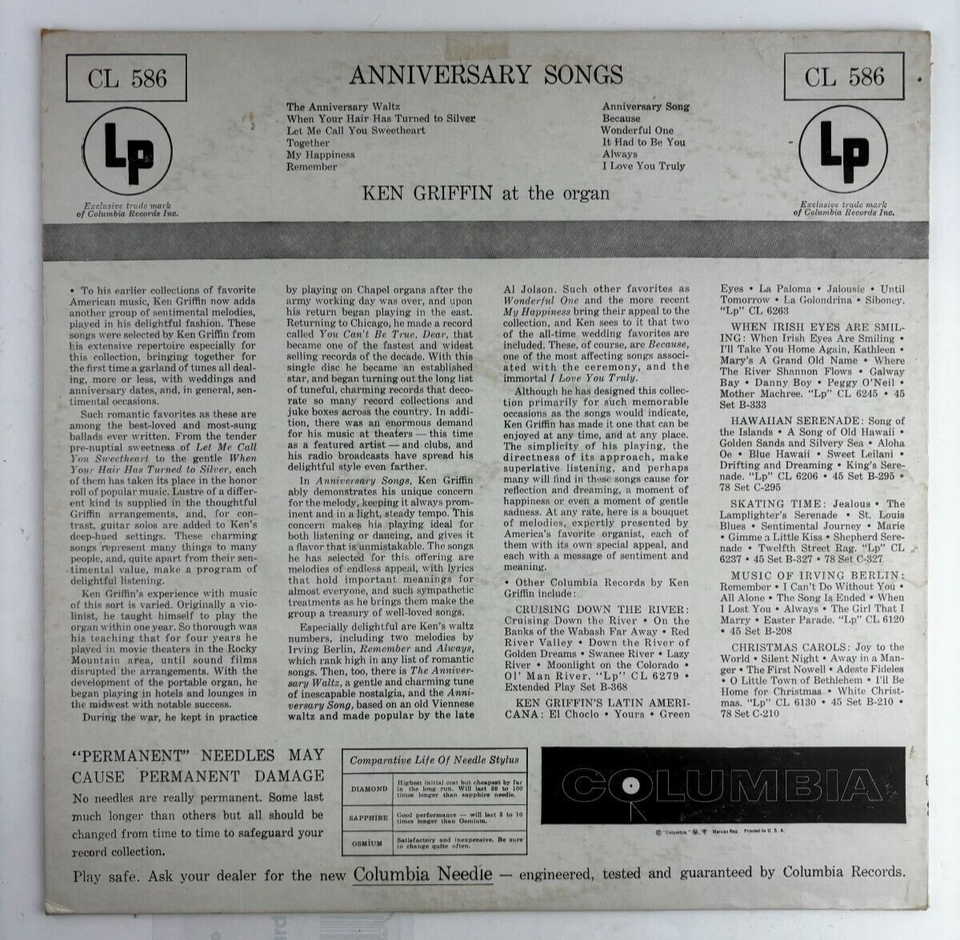 CL 586
ANNIVERSARY SONGS
CL 586
The Anniversary Waltz
When Your Hair Has Turned to Silver
Let Me Call You Sweetheart
Together
My Happiness
Remember
Anniversary Song
Because
Wonderful One
It Had to Be You
Always
I Love You Truly
Lp
Exclusive trade mark
of Columbia Records Inc.
KEN GRIFFIN at the organ
Lp
Exclusive trade mark
of Columbia Records Inc.
• To his earlier collections of favorite
American music, Ken Griffin now adds
another group of sentimental melodies,
played in his delightful fashion. These
songs were selected by Ken Griffin from
his extensive repertoire especially for
this collection, bringing together for
the first time a garland of tunes all deal-
ing, more or less, with weddings and
anniversary dates, and, in general, sen-
timental occasions.
Such romantic favorites as these are
among the best-loved and most-sung
ballads ever written. From the tender
pre-nuptial sweetness of Let Me Call
You Sweetheart to the gentle When
Your Hair Has Turned to Silver, each
of them has taken its place in the honor
roll of popular music. Lustre of a differ-
ent kind is supplied in the thoughtful
Griffin arrangements, and, for con-
trast, guitar solos are added to Ken's
deep-hued settings. These charming
songs represent many things to many
people, and, quite apart from their sen-
timental value, make a program of
delightful listening.
Ken Griffin's experience with music
of this sort is varied. Originally a vio-
linist, he taught himself to play the
organ within one year. So thorough was
his teaching that for four years he
played in movie theaters in the Rocky
Mountain area, until sound films
disrupted the arrangements. With the
development of the portable organ, he
began playing in hotels and lounges in
the midwest with notable success.
During the war, he kept in practice
by playing on Chapel organs after the
army working day was over, and upon
his return began playing in the east.
Returning to Chicago, he made a record
called You Can't Be True, Dear, that
became one of the fastest and widest
selling records of the decade. With this
single disc he became an established
star, and began turning out the long list
of tuneful, charming records that deco-
rate so many record collections and
juke boxes across the country. In addi-
tion, there was an enormous demand
for his music at theaters — this time
as a featured artist — and clubs, and
his radio broadcasts have spread his
delightful style even farther.
In Anniversary Songs, Ken Griffin
ably demonstrates his unique concern
for the melody, keeping it always prom-
inent and in a light, steady tempo. This
concern makes his playing ideal for
both listening or dancing, and gives it
a flavor that is unmistakable. The songs
he has selected for this offering are
melodies of endless appeal, with lyrics
that hold important meanings for
almost everyone, and such sympathetic
treatments as he brings them make the
group a treasury of well-loved songs.
Especially delightful are Ken's waltz
numbers, including two melodies by
Irving Berlin, Remember and Always,
which rank high in any list of romantic
songs. Then, too, there is The Anniver-
sary Waltz, a gentle and charming tune
of inescapable nostalgia, and the Anni-
versary Song, based on an old Viennese
waltz and made popular by the late
Al Jolson. Such other favorites as
Wonderful One and the more recent
My Happiness bring their appeal to the
collection, and Ken sees to it that two
of the all-time wedding favorites are
included. These, of course, are Because,
one of the most affecting songs associ-
ated with the ceremony, and the
immortal I Love You Truly.
Although he has designed this collec-
tion primarily for such memorable
occasions as the songs would indicate,
Ken Griffin has made it one that can be
enjoyed at any time, and at any place.
The simplicity of his playing, the
directness of its approach, make
superlative listening, and perhaps
many will find in these songs cause for
reflection and dreaming, a moment of
happiness or even a moment of gentle
sadness. At any rate, here is a bouquet
of melodies, expertly presented by
America's favorite organist, each of
them with its own special appeal, and
each with a message of sentiment and
meaning.
• Other Columbia Records by Ken
Griffin include:
CRUISING DOWN THE RIVER:
Cruising Down the River • On the
Banks of the Wabash Far Away • Red
River Valley • Down the River of
Golden Dreams • Swanee River • Lazy
River • Moonlight on the Colorado •
Ol' Man River. "Lp" CL 6279 •
Extended Play Set B-368
KEN GRIFFIN'S LATIN AMERI-
CANA: El Choclo • Yours • Green
Eyes • La Paloma • Jalousie • Until
Tomorrow • La Golondrina • Siboney.
"Lp" CL 6263
WHEN IRISH EYES ARE SMIL-
ING: When Irish Eyes Are Smiling •
I'll Take You Home Again, Kathleen •
Mary's A Grand Old Name • Where
The River Shannon Flows • Galway
Bay • Danny Boy • Peggy O'Neil •
Mother Machree. "Lp" CL 6245 • 45
Set B-333
HAWAIIAN SERENADE: Song of
the Islands • A Song of Old Hawaii •
Golden Sands and Silvery Sea • Aloha
Oe • Blue Hawaii • Sweet Leilani •
Drifting and Dreaming • King's Sere-
nade. "Lp" CL 6206 • 45 Set B-295 •
78 Set C-295
SKATING TIME: Jealous • The
Lamplighter's Serenade • St. Louis
Blues • Sentimental Journey • Marie
• Gimme a Little Kiss • Shepherd Sere-
nade • Twelfth Street Rag. "Lp" CL
6237 • 45 Set B-327 • 78 Set C-327
MUSIC OF IRVING BERLIN:
Remember • I Can't Do Without You •
All Alone • The Song Is Ended • When
I Lost You • Always • The Girl That I
Marry • Easter Parade. "Lp" CL 6120
• 45 Set B-208
CHRISTMAS CAROLS: Joy to the
World • Silent Night • Away in a Man-
ger • The First Nowell • Adeste Fideles
• O Little Town of Bethlehem • I'll Be
Home for Christmas • White Christ-
mas. "Lp" CL 6130 • 45 Set B-210 •
78 Set C-210
"PERMANENT" NEEDLES MAY
CAUSE PERMANENT DAMAGE
No needles are really permanent. Some last
much longer than others but all should be
changed from time to time to safeguard your
record collection.
Comparative Life Of Needle Stylus
DIAMOND
Highest initial cost but cheapest by far
in the long run. Will last 50 to 100
times longer than sapphire needle.
SAPPHIRE
Good performance — will last 5 to 10
times longer than Osmium.
OSMIUM
Satisfactory and inexpensive. Be sure
to change quite often.
COLUMBIA
"Columbia," Marcas Reg. Printed in U. S. A.
Play safe. Ask your dealer for the new Columbia Needle — engineered, tested and guaranteed by Columbia Records.